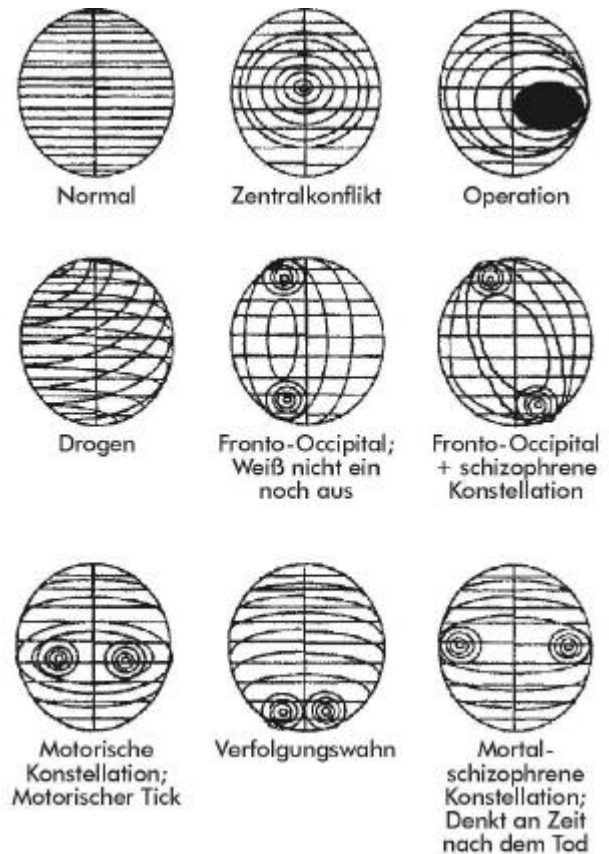 Normal
Zentralkonflikt
Operation
Drogen
Fronto-Occipital;
Weiß nicht ein
noch aus
Fronto-Occipital
+ schizophrene
Konstellation
Motorische
Konstellation;
Motorischer Tick
Verfolgungswahn
Mortal-
schizophrene
Konstellation;
Denkt an Zeit
nach dem Tod